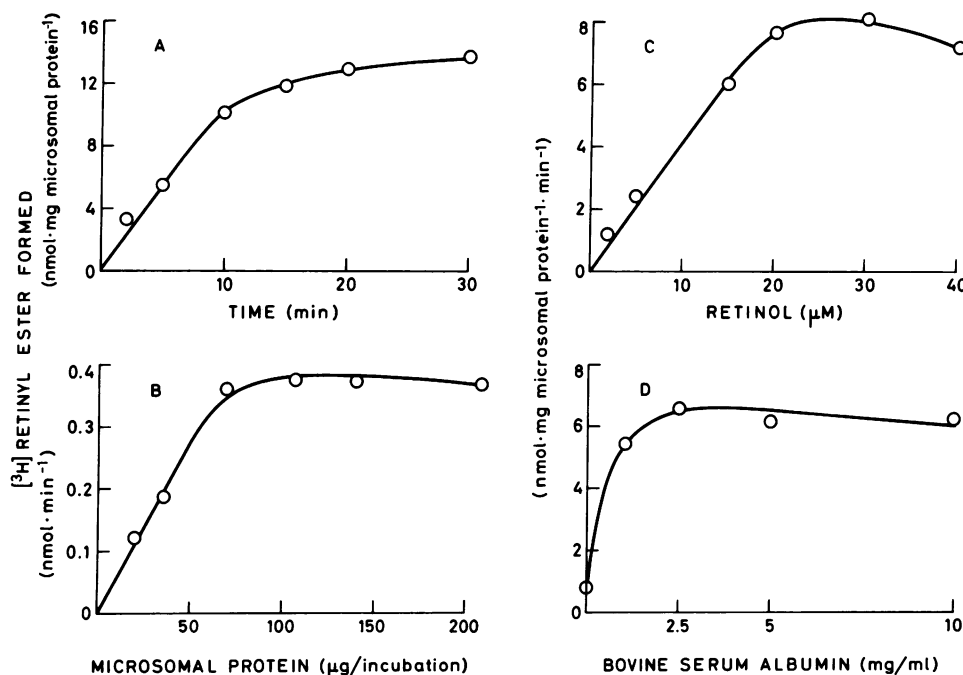 [³H] RETINYL ESTER FORMED
(nmol·mg microsomal protein⁻¹)
16
12
8
4
0
A
10
20
30
TIME (min)
(nmol·mg microsomal protein⁻¹·min⁻¹)
8
6
4
2
0
C
10
20
30
40
RETINOL (μM)
(nmol·min⁻¹)
0.4
0.3
0.2
0.1
0
B
50
100
150
200
MICROSOMAL PROTEIN (μg/incubation)
8
6
4
2
0
D
2.5
5
10
BOVINE SERUM ALBUMIN (mg/ml)